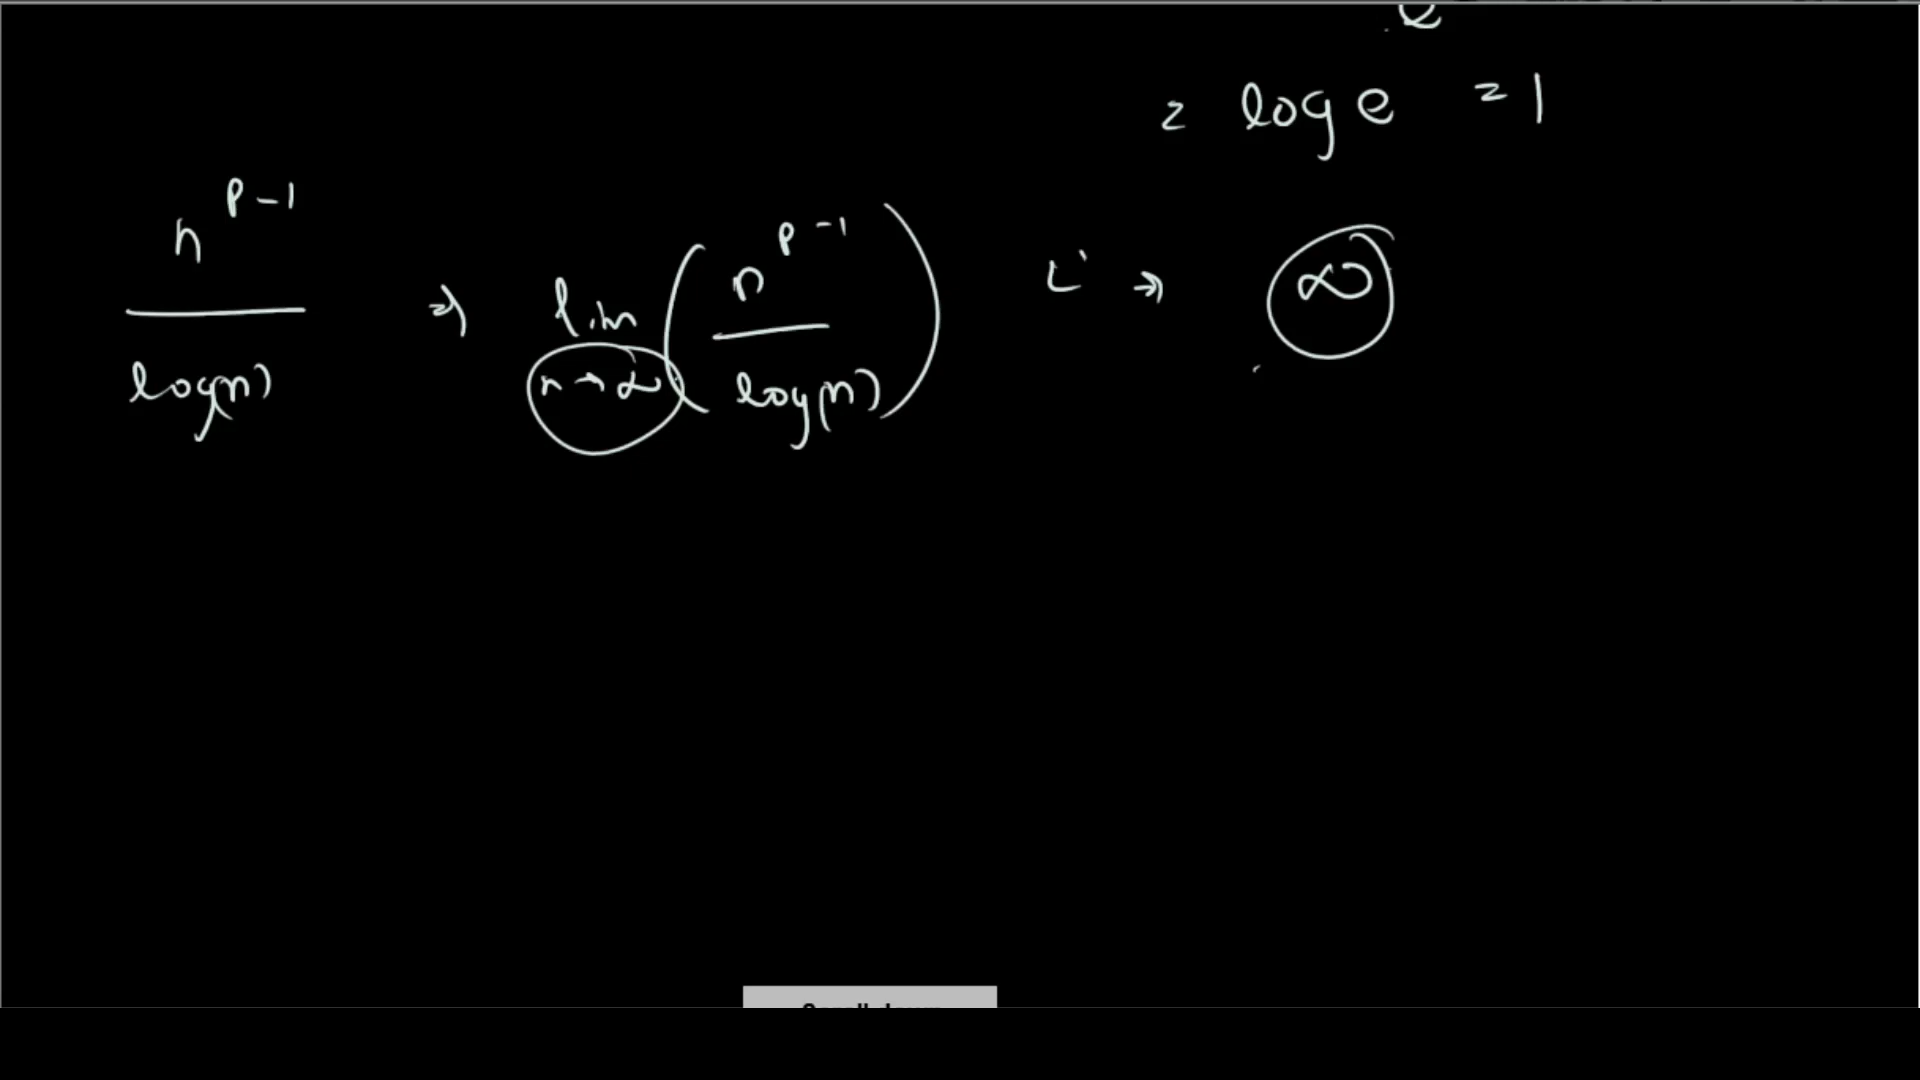 = log e = 1
n^{p-1} / log(n) ⇒ lim n→∞ (n^{p-1} / log(n)) L' → ∞